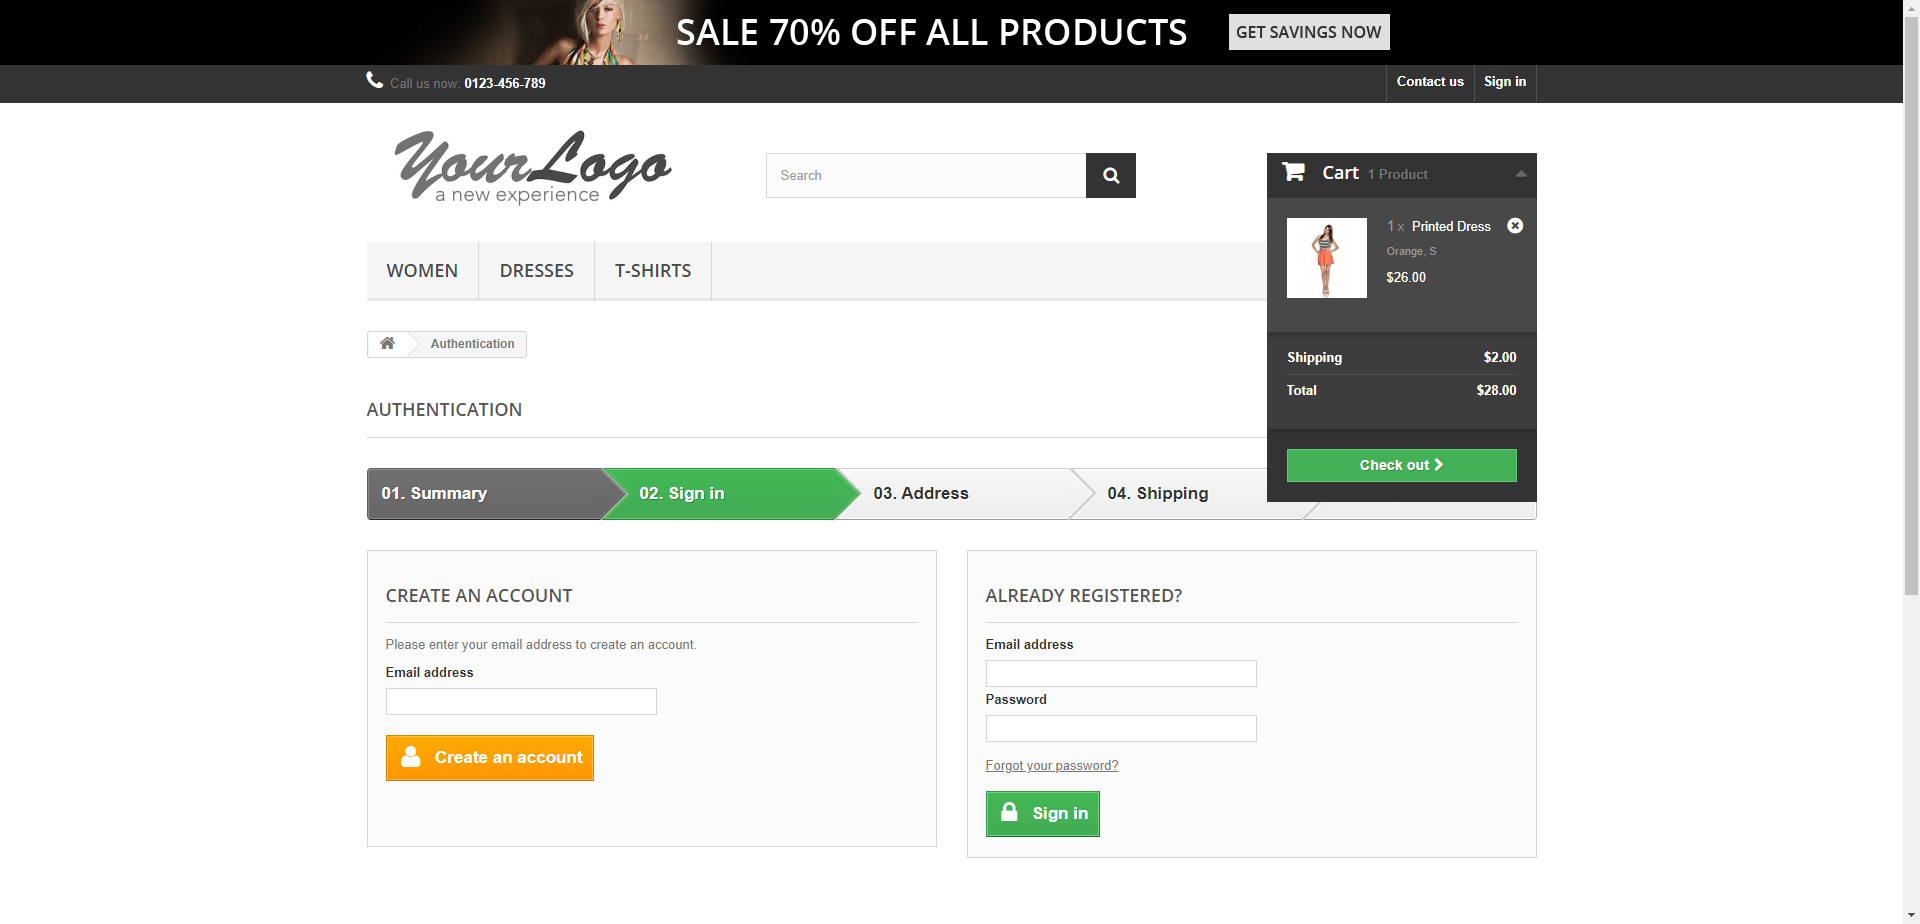 SALE 70% OFF ALL PRODUCTS
GET SAVINGS NOW
Call us now: 0123-456-789
Contact us
Sign in
YourLogo
a new experience
Search
Cart 1 Product
1 x Printed Dress
Orange, S
$26.00
Shipping $2.00
Total $28.00
Check out
WOMEN
DRESSES
T-SHIRTS
Authentication
AUTHENTICATION
01. Summary
02. Sign in
03. Address
04. Shipping
CREATE AN ACCOUNT
Please enter your email address to create an account.
Email address
Create an account
ALREADY REGISTERED?
Email address
Password
Forgot your password?
Sign in